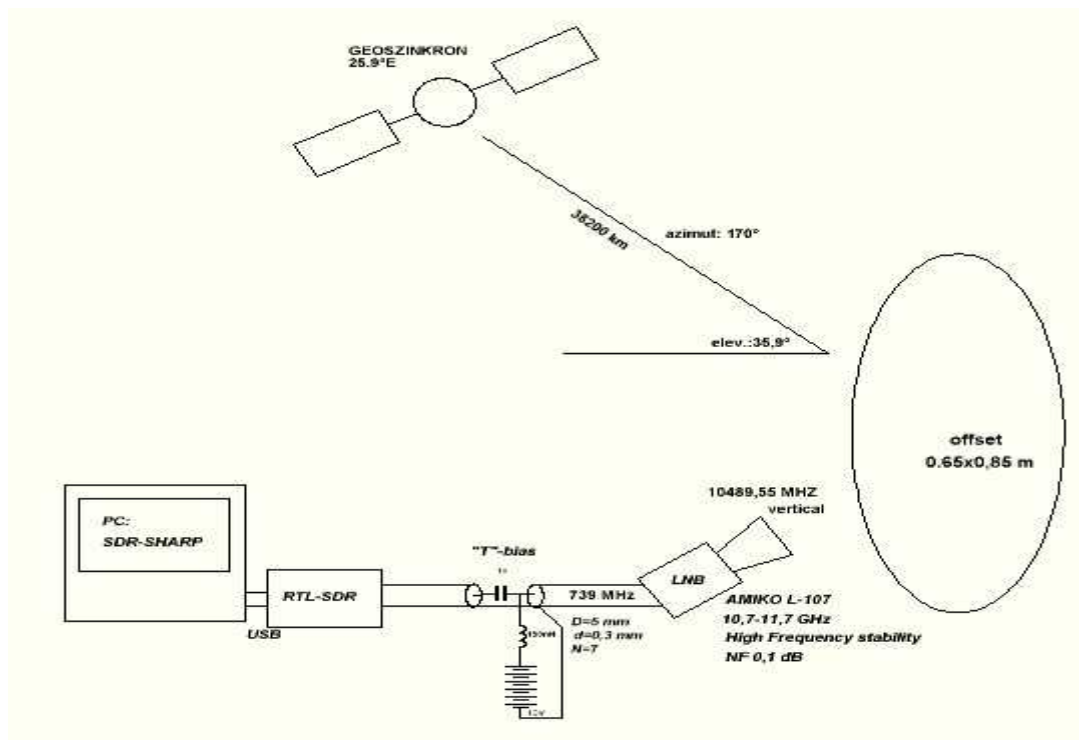 GEOSZINKRON
25.9°E
38200 km
azimut: 170°
elev.:35,9°
offset
0.65x0,85 m
10489,55 MHZ
vertical
PC:
SDR-SHARP
"T"-bias
RTL-SDR
739 MHz
LNB
USB
D=5 mm
d=0,3 mm
N=7
AMIKO L-107
10,7-11,7 GHz
High Frequency stability
NF 0,1 dB